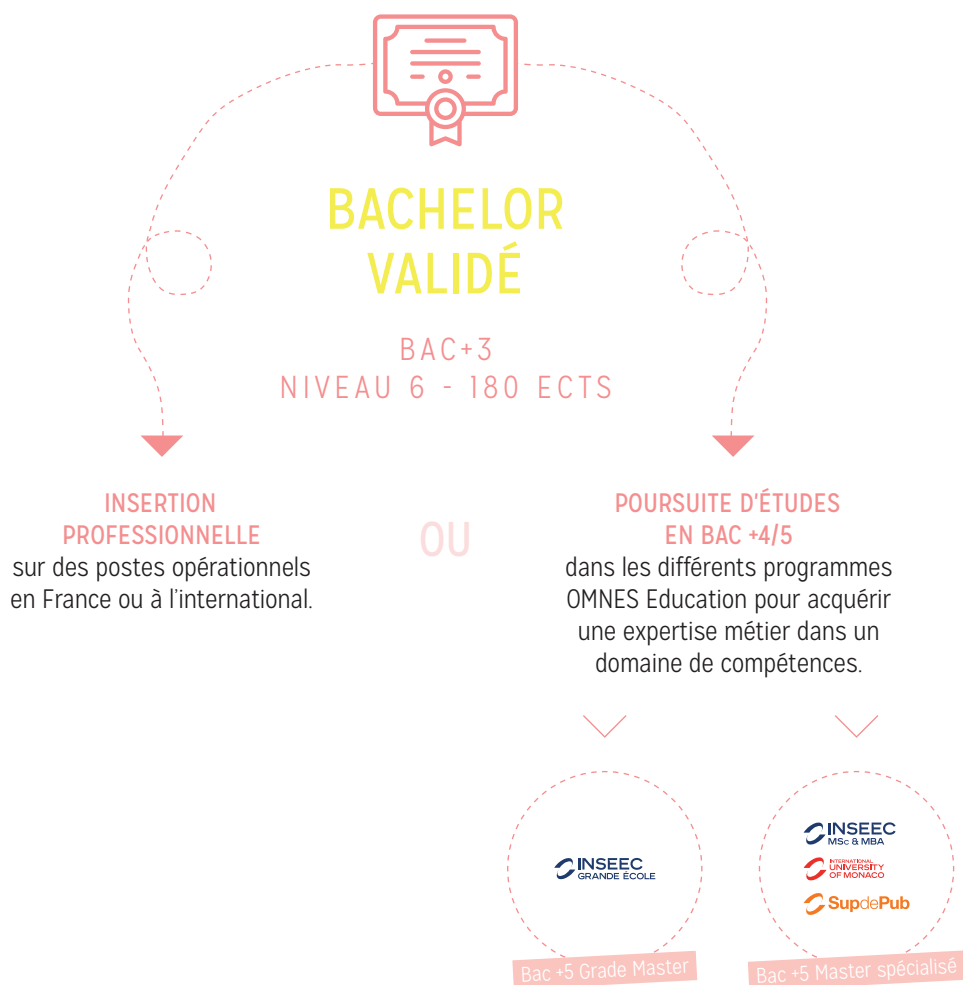 BACHELOR
VALIDÉ
BAC+3
NIVEAU 6 - 180 ECTS
INSERTION
PROFESSIONNELLE
sur des postes opérationnels
en France ou à l'international.
OU
POURSUITE D'ÉTUDES
EN BAC +4/5
dans les différents programmes
OMNES Education pour acquérir
une expertise métier dans un
domaine de compétences.
INSEEC
GRANDE ÉCOLE
Bac +5 Grade Master
INSEEC
MSc & MBA
INTERNATIONAL
UNIVERSITY
OF MONACO
SupdePub
Bac +5 Master spécialisé